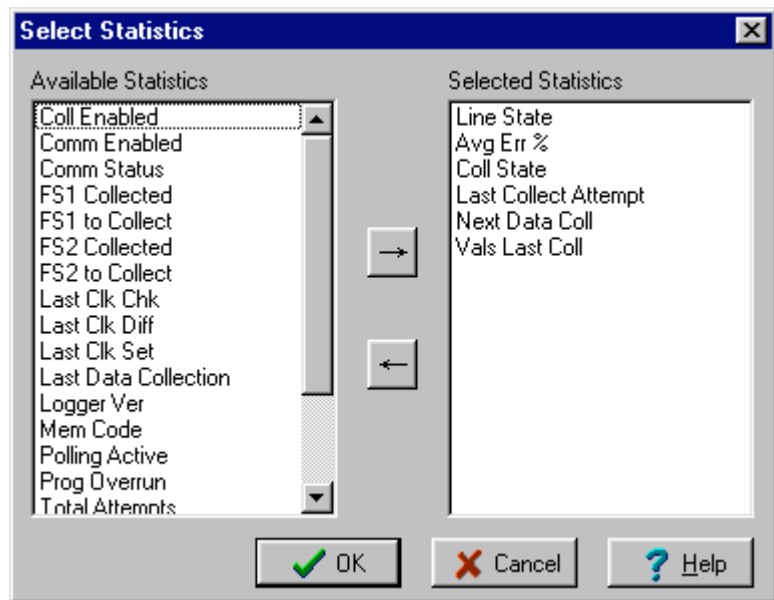 Select Statistics
Available Statistics
Coll Enabled
Comm Enabled
Comm Status
FS1 Collected
FS1 to Collect
FS2 Collected
FS2 to Collect
Last Clk Chk
Last Clk Diff
Last Clk Set
Last Data Collection
Logger Ver
Mem Code
Polling Active
Prog Overrun
Total Attempts
Selected Statistics
Line State
Avg Err %
Coll State
Last Collect Attempt
Next Data Coll
Vals Last Coll
OK
Cancel
Help